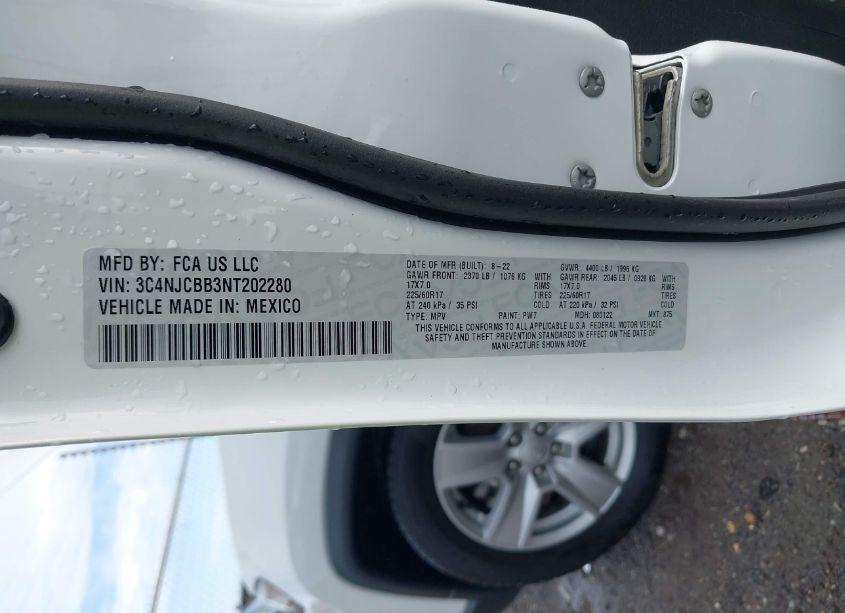 MFD BY: FCA US LLC
VIN: 3C4NJCBB3NT202280
VEHICLE MADE IN: MEXICO
DATE OF MFR (BUILT): 8-22 GVWR: 4400 LB / 1996 KG
GAWR FRONT: 2370 LB / 1076 KG WITH GAWR REAR: 2045 LB / 0928 KG WITH
17X7.0 TIRES 17X7.0 TIRES
225/60R17 225/60R17
AT 240 kPa / 35 PSI COLD AT 220 kPa / 32 PSI COLD
TYPE: MPV PAINT: PW7 MDH: 080122 MKT: 875
THIS VEHICLE CONFORMS TO ALL APPLICABLE U.S.A. FEDERAL MOTOR VEHICLE
SAFETY AND THEFT PREVENTION STANDARDS IN EFFECT ON THE DATE OF
MANUFACTURE SHOWN ABOVE.